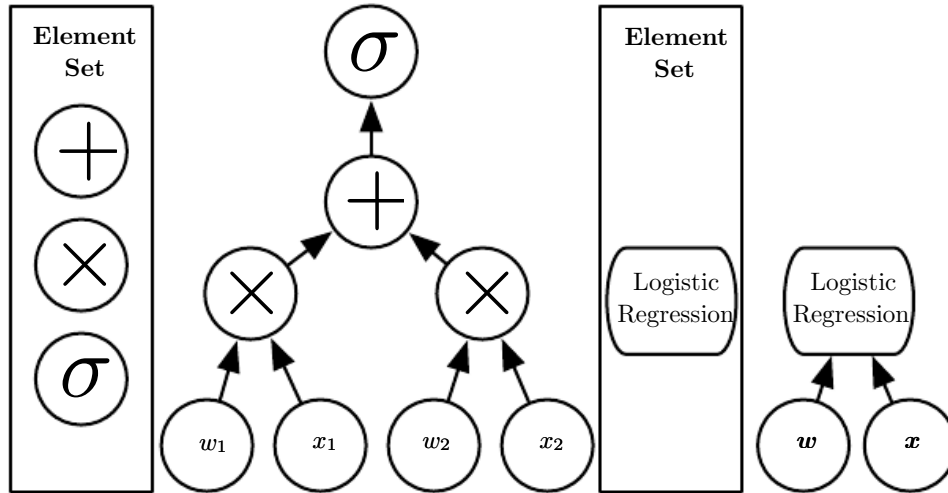 Element
Set
+
×
σ
σ
+
×
×
w₁
x₁
w₂
x₂
Element
Set
Logistic
Regression
Logistic
Regression
w
x